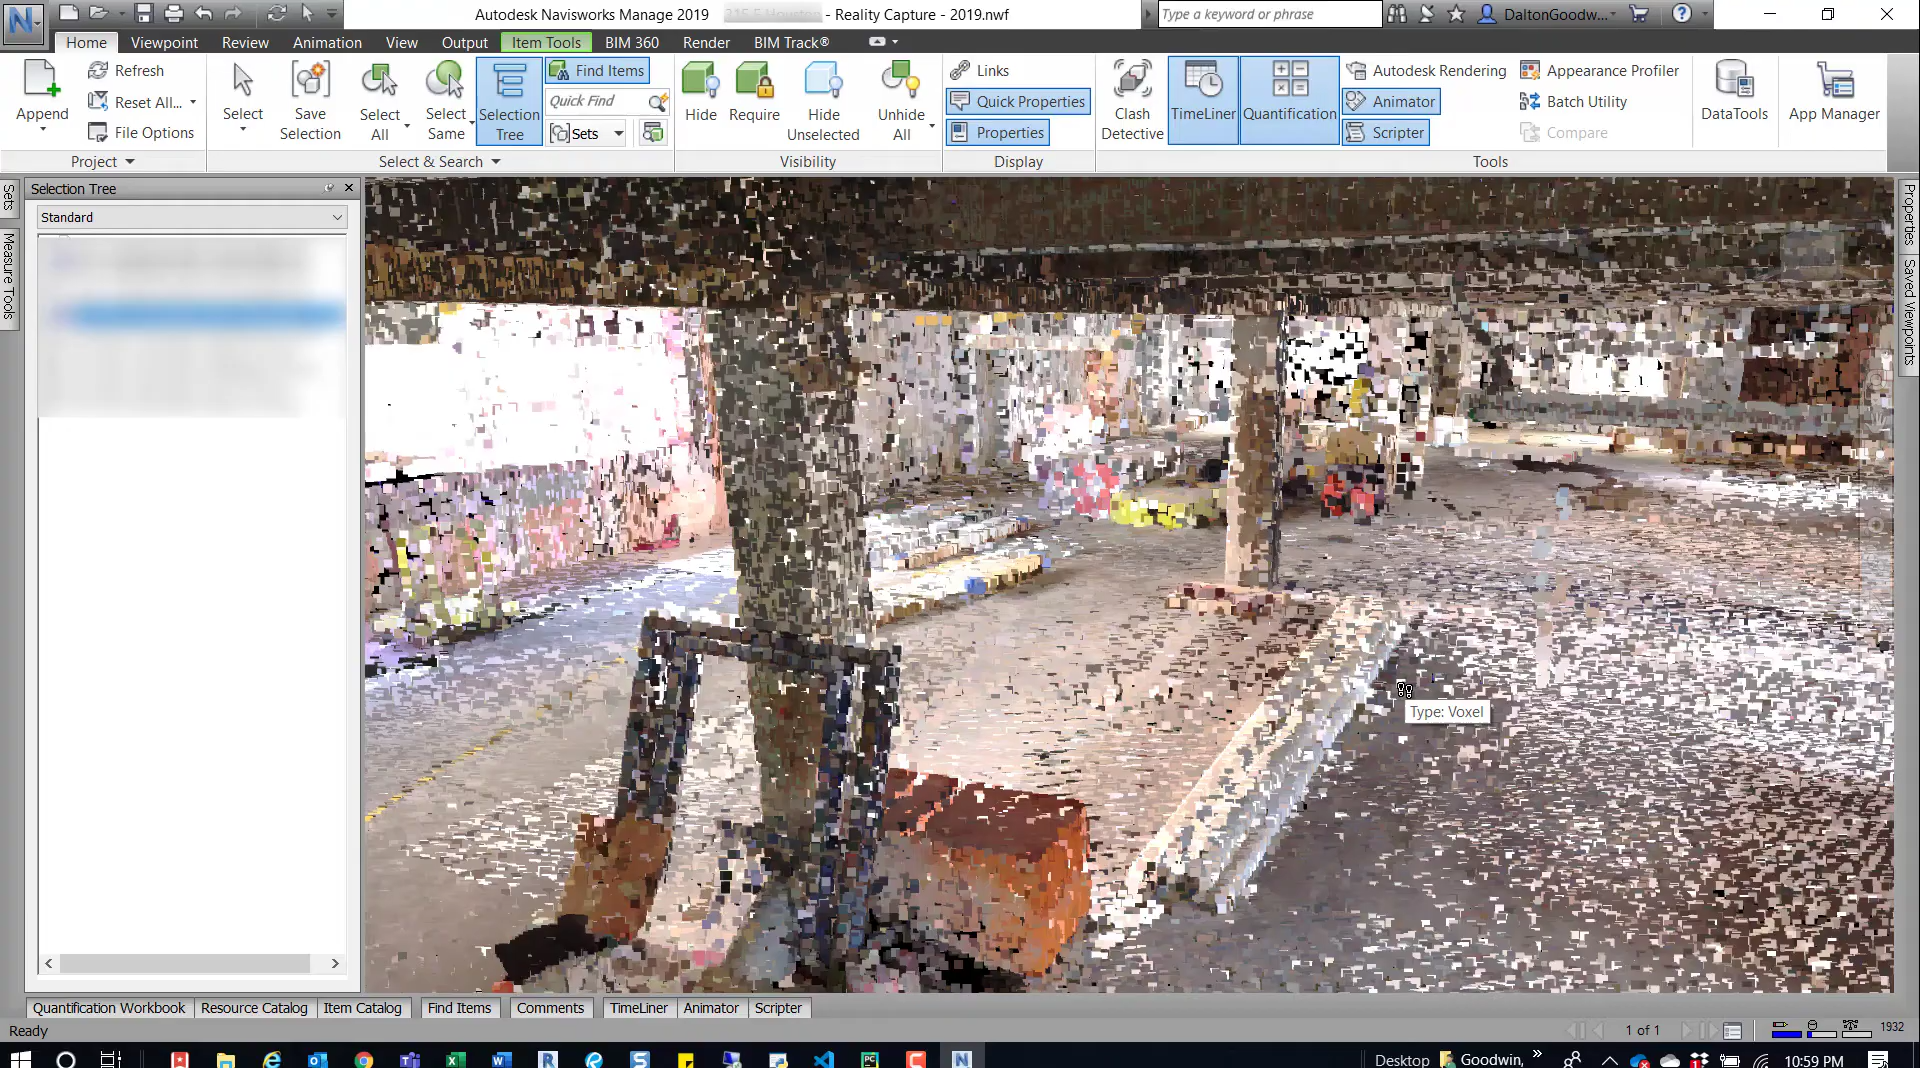 Autodesk Navisworks Manage 2019 - Reality Capture - 2019.nwf
Type a keyword or phrase
DaltonGoodw...
Home Viewpoint Review Animation View Output Item Tools BIM 360 Render BIM Track®
Append
Refresh
Reset All...
File Options
Project
Select
Save Selection
Select All
Select Same
Selection Tree
Find Items
Quick Find
Sets
Select & Search
Hide
Require
Hide Unselected
Unhide All
Visibility
Links
Quick Properties
Properties
Display
Clash Detective
TimeLiner
Quantification
Autodesk Rendering
Animator
Scripter
Appearance Profiler
Batch Utility
Compare
DataTools
App Manager
Tools
Sets
Measure Tools
Selection Tree
Standard
Properties
Saved Viewpoints
Type: Voxel
Quantification Workbook Resource Catalog Item Catalog Find Items Comments TimeLiner Animator Scripter
Ready
1 of 1
1932
Desktop
Goodwin,
10:59 PM